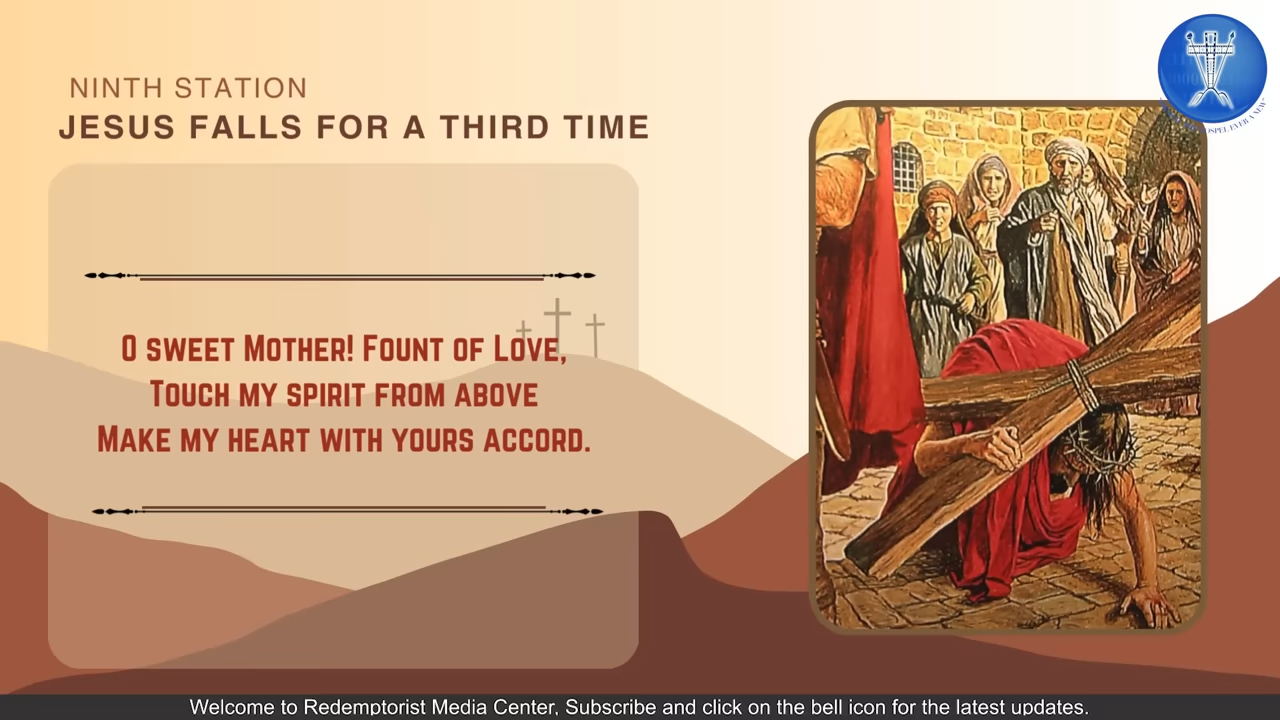 NINTH STATION
JESUS FALLS FOR A THIRD TIME
O SWEET MOTHER! FOUNT OF LOVE,
TOUCH MY SPIRIT FROM ABOVE
MAKE MY HEART WITH YOURS ACCORD.
Welcome to Redemptorist Media Center, Subscribe and click on the bell icon for the latest updates.